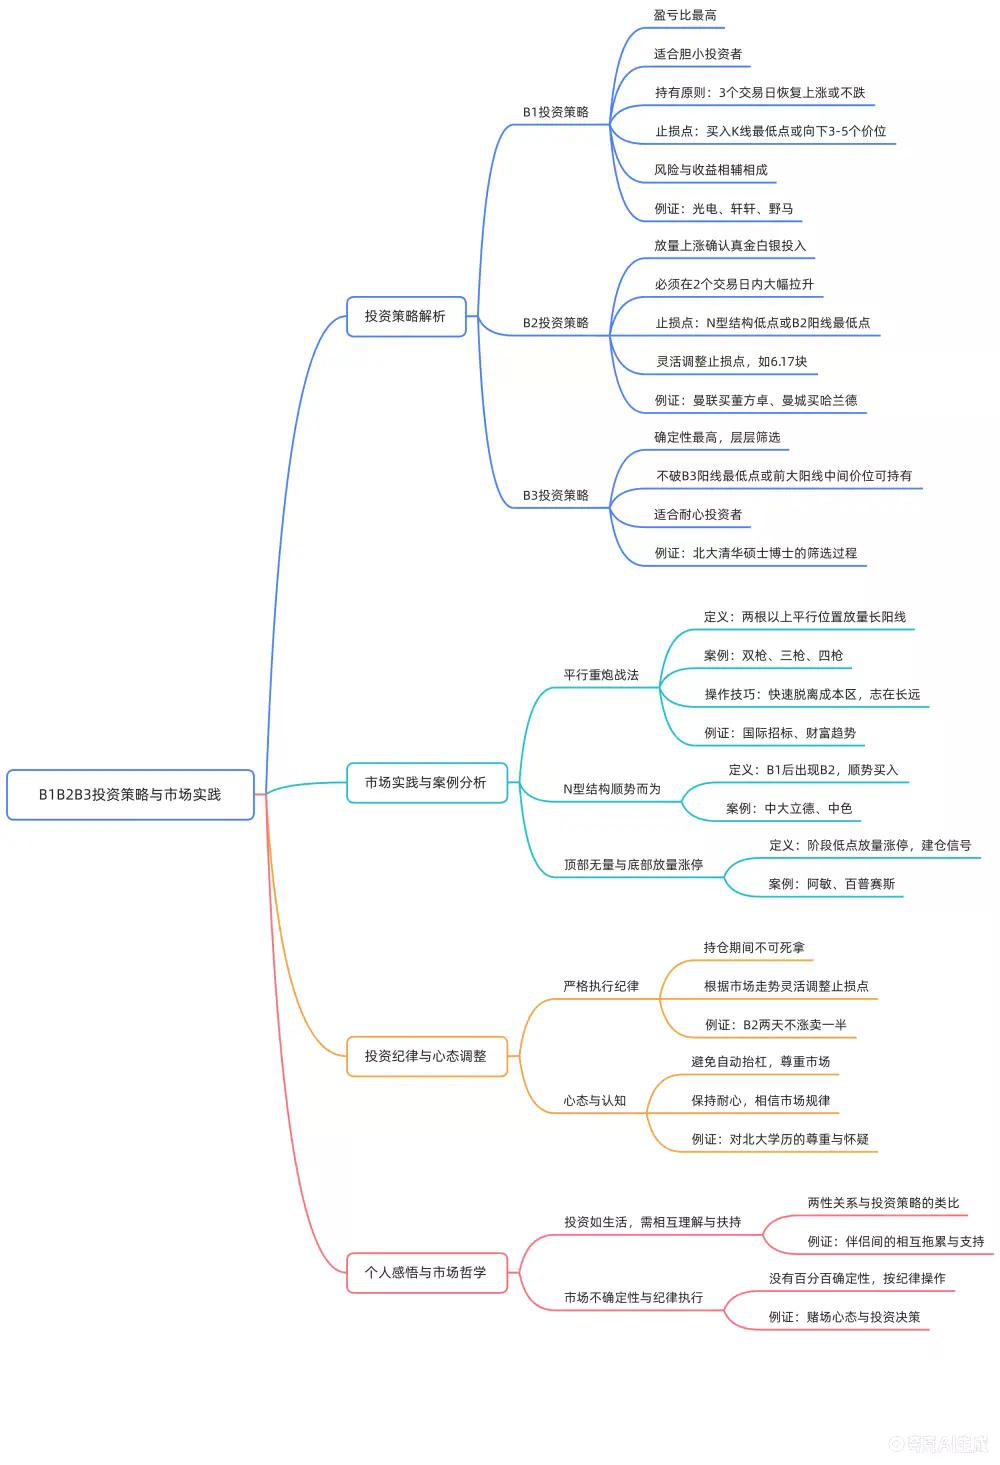 B1B2B3投资策略与市场实践
投资策略解析
B1投资策略
盈亏比最高
适合胆小投资者
持有原则：3个交易日恢复上涨或不跌
止损点：买入K线最低点或向下3-5个价位
风险与收益相辅相成
例证：光电、轩轩、野马
B2投资策略
放量上涨确认真金白银投入
必须在2个交易日内大幅拉升
止损点：N型结构低点或B2阳线最低点
灵活调整止损点，如6.17块
例证：曼联买董方卓、曼城买哈兰德
B3投资策略
确定性最高，层层筛选
不破B3阳线最低点或前大阳线中间价位可持有
适合耐心投资者
例证：北大清华硕士博士的筛选过程
市场实践与案例分析
平行重炮战法
定义：两根以上平行位置放量长阳线
案例：双枪、三枪、四枪
操作技巧：快速脱离成本区，志在长远
例证：国际招标、财富趋势
N型结构顺势而为
定义：B1后出现B2，顺势买入
案例：中大立德、中色
顶部无量与底部放量涨停
定义：阶段低点放量涨停，建仓信号
案例：阿敏、百普赛斯
投资纪律与心态调整
严格执行纪律
持仓期间不可死拿
根据市场走势灵活调整止损点
例证：B2两天不涨卖一半
心态与认知
避免自动抬杠，尊重市场
保持耐心，相信市场规律
例证：对北大学历的尊重与怀疑
个人感悟与市场哲学
投资如生活，需相互理解与扶持
两性关系与投资策略的类比
例证：伴侣间的相互拖累与支持
市场不确定性与纪律执行
没有百分百确定性，按纪律操作
例证：赌场心态与投资决策
夸克AI生成